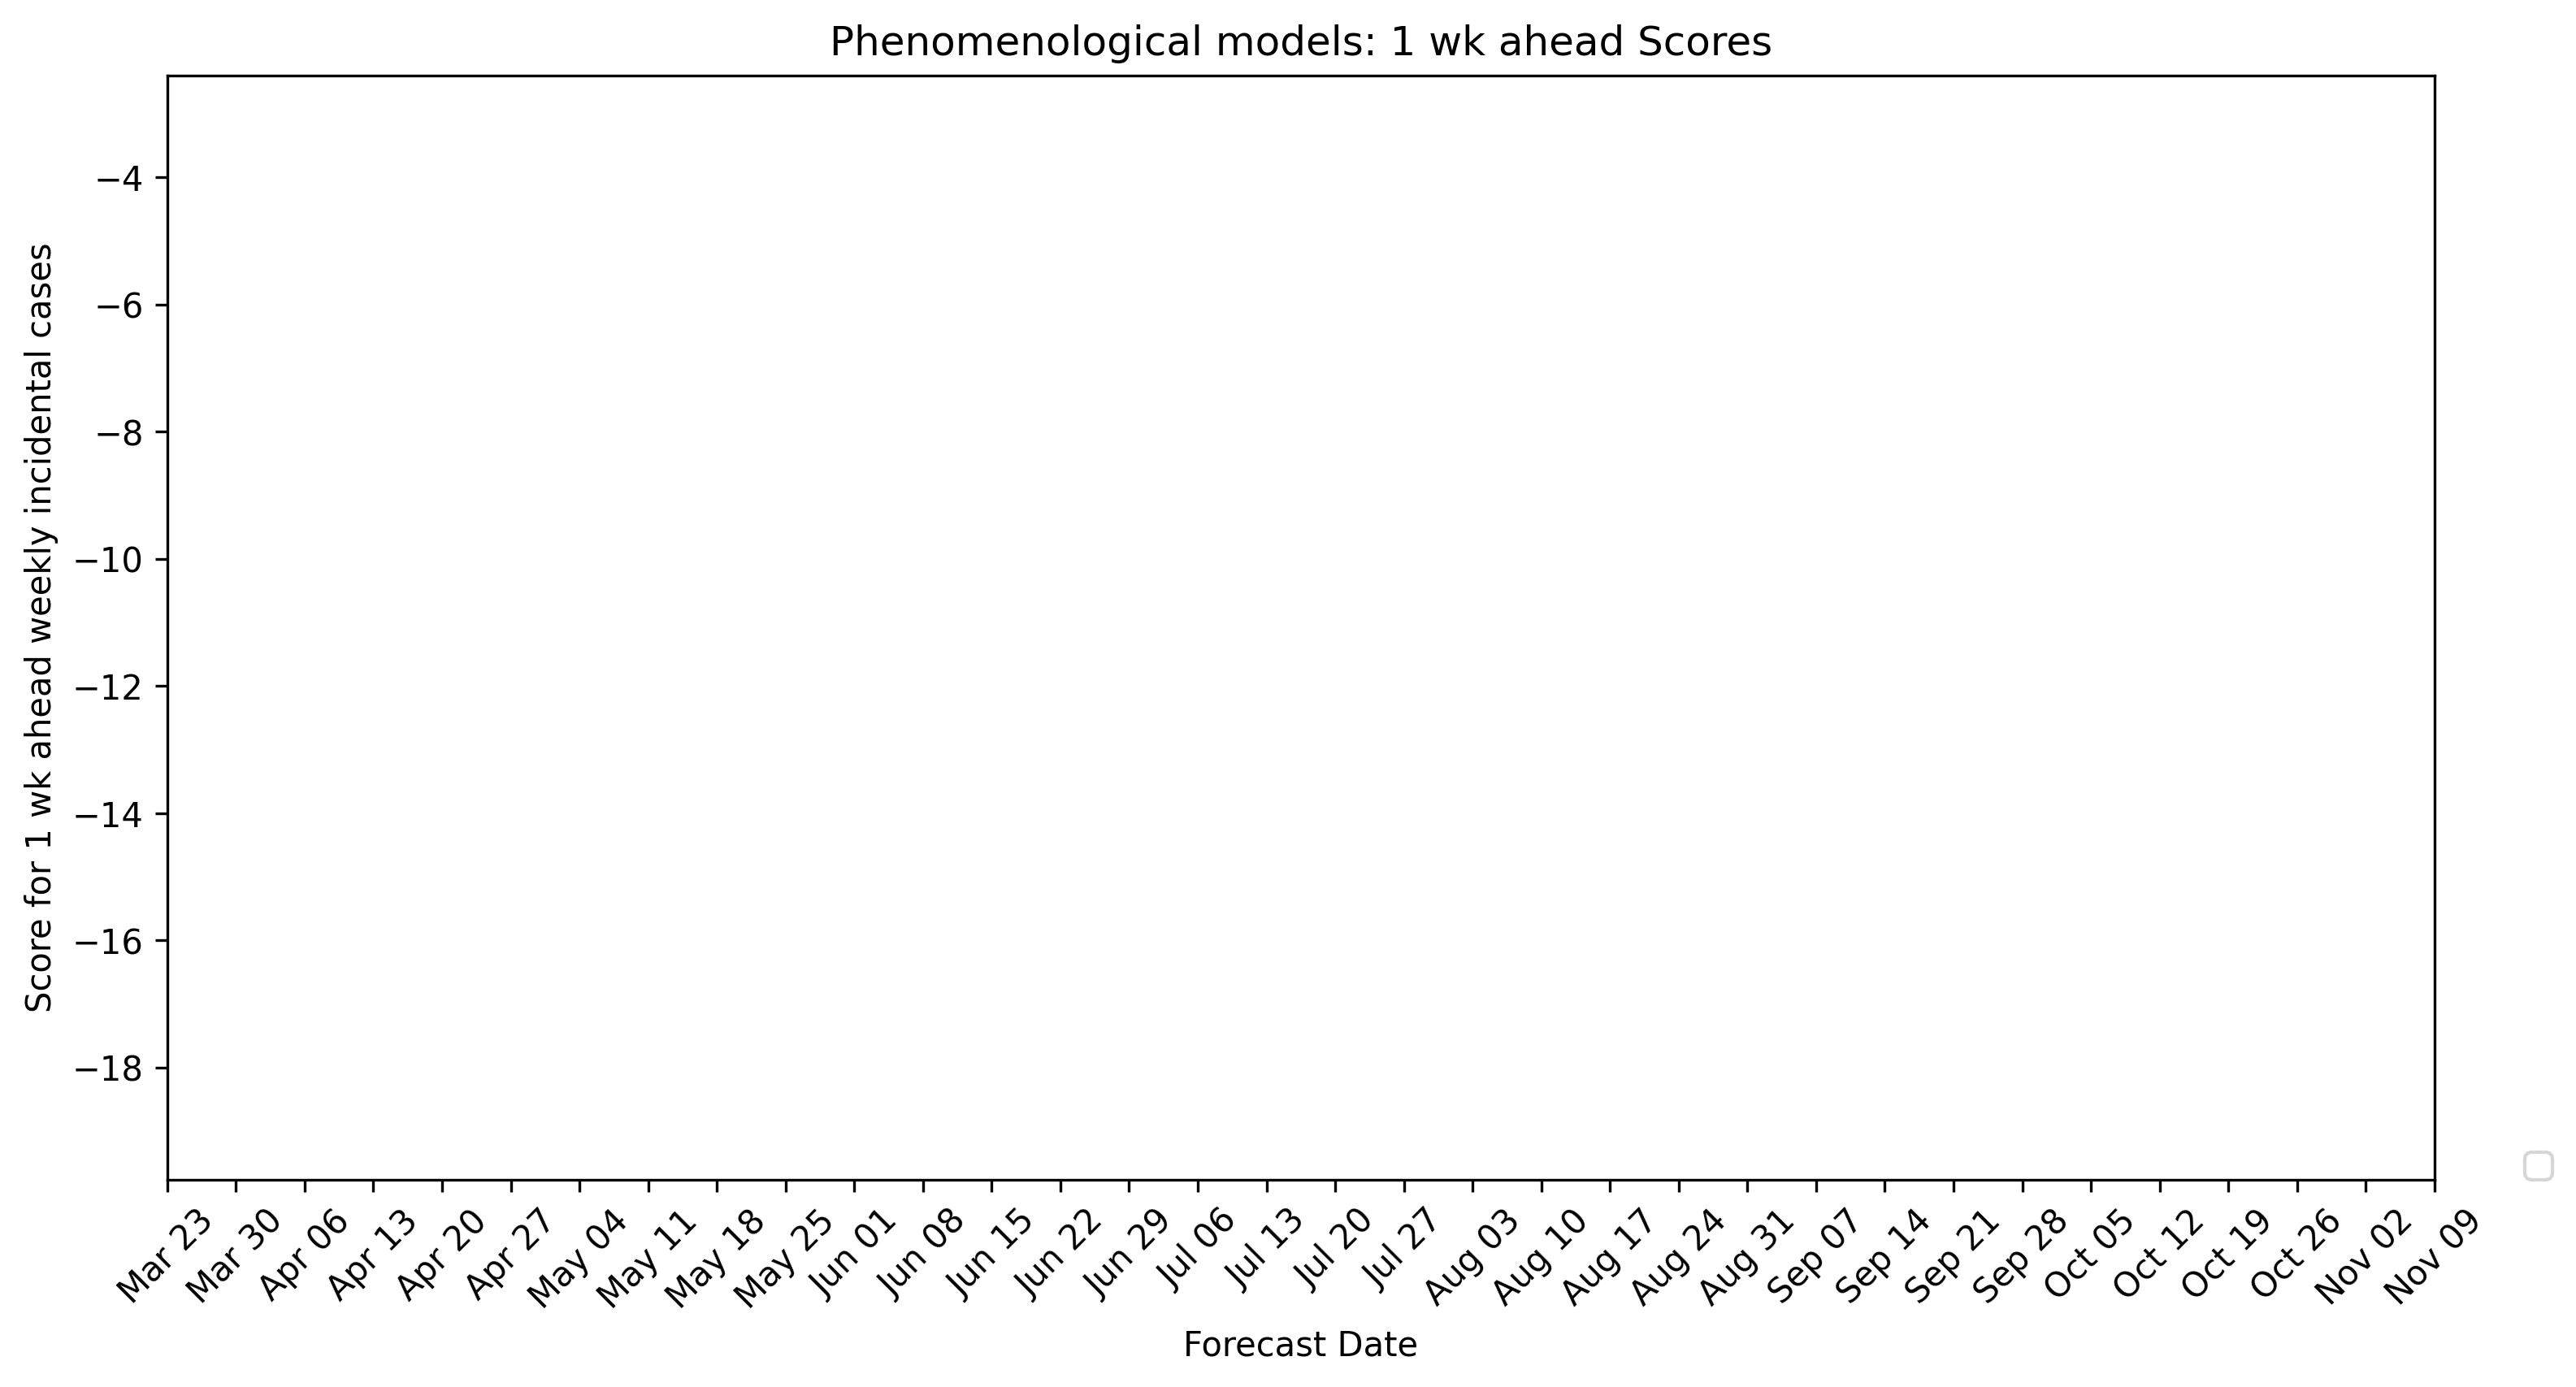 Phenomenological models: 1 wk ahead Scores
Score for 1 wk ahead weekly incidental cases
−4
−6
−8
−10
−12
−14
−16
−18
Mar 23
Mar 30
Apr 06
Apr 13
Apr 20
Apr 27
May 04
May 11
May 18
May 25
Jun 01
Jun 08
Jun 15
Jun 22
Jun 29
Jul 06
Jul 13
Jul 20
Jul 27
Aug 03
Aug 10
Aug 17
Aug 24
Aug 31
Sep 07
Sep 14
Sep 21
Sep 28
Oct 05
Oct 12
Oct 19
Oct 26
Nov 02
Nov 09
Forecast Date